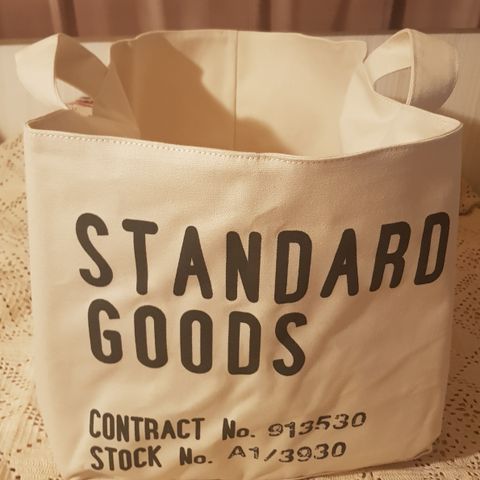 STANDARD
GOODS
CONTRACT No. 913530
STOCK No. A1/3930